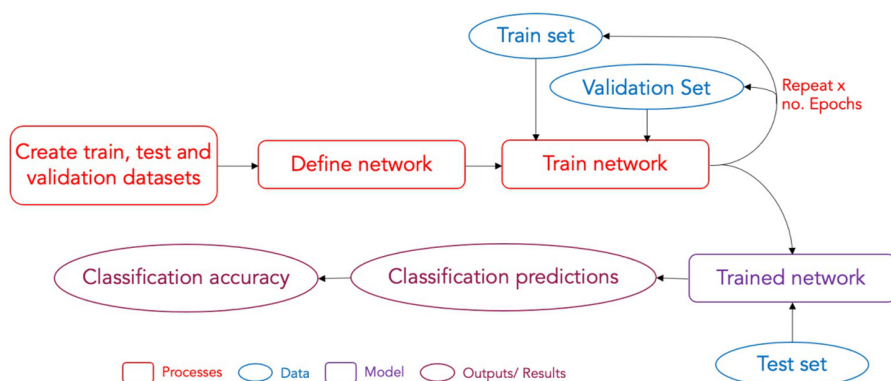 Train set
Validation Set
Repeat x
no. Epochs
Create train, test and
validation datasets
Define network
Train network
Classification accuracy
Classification predictions
Trained network
Test set
Processes
Data
Model
Outputs/ Results